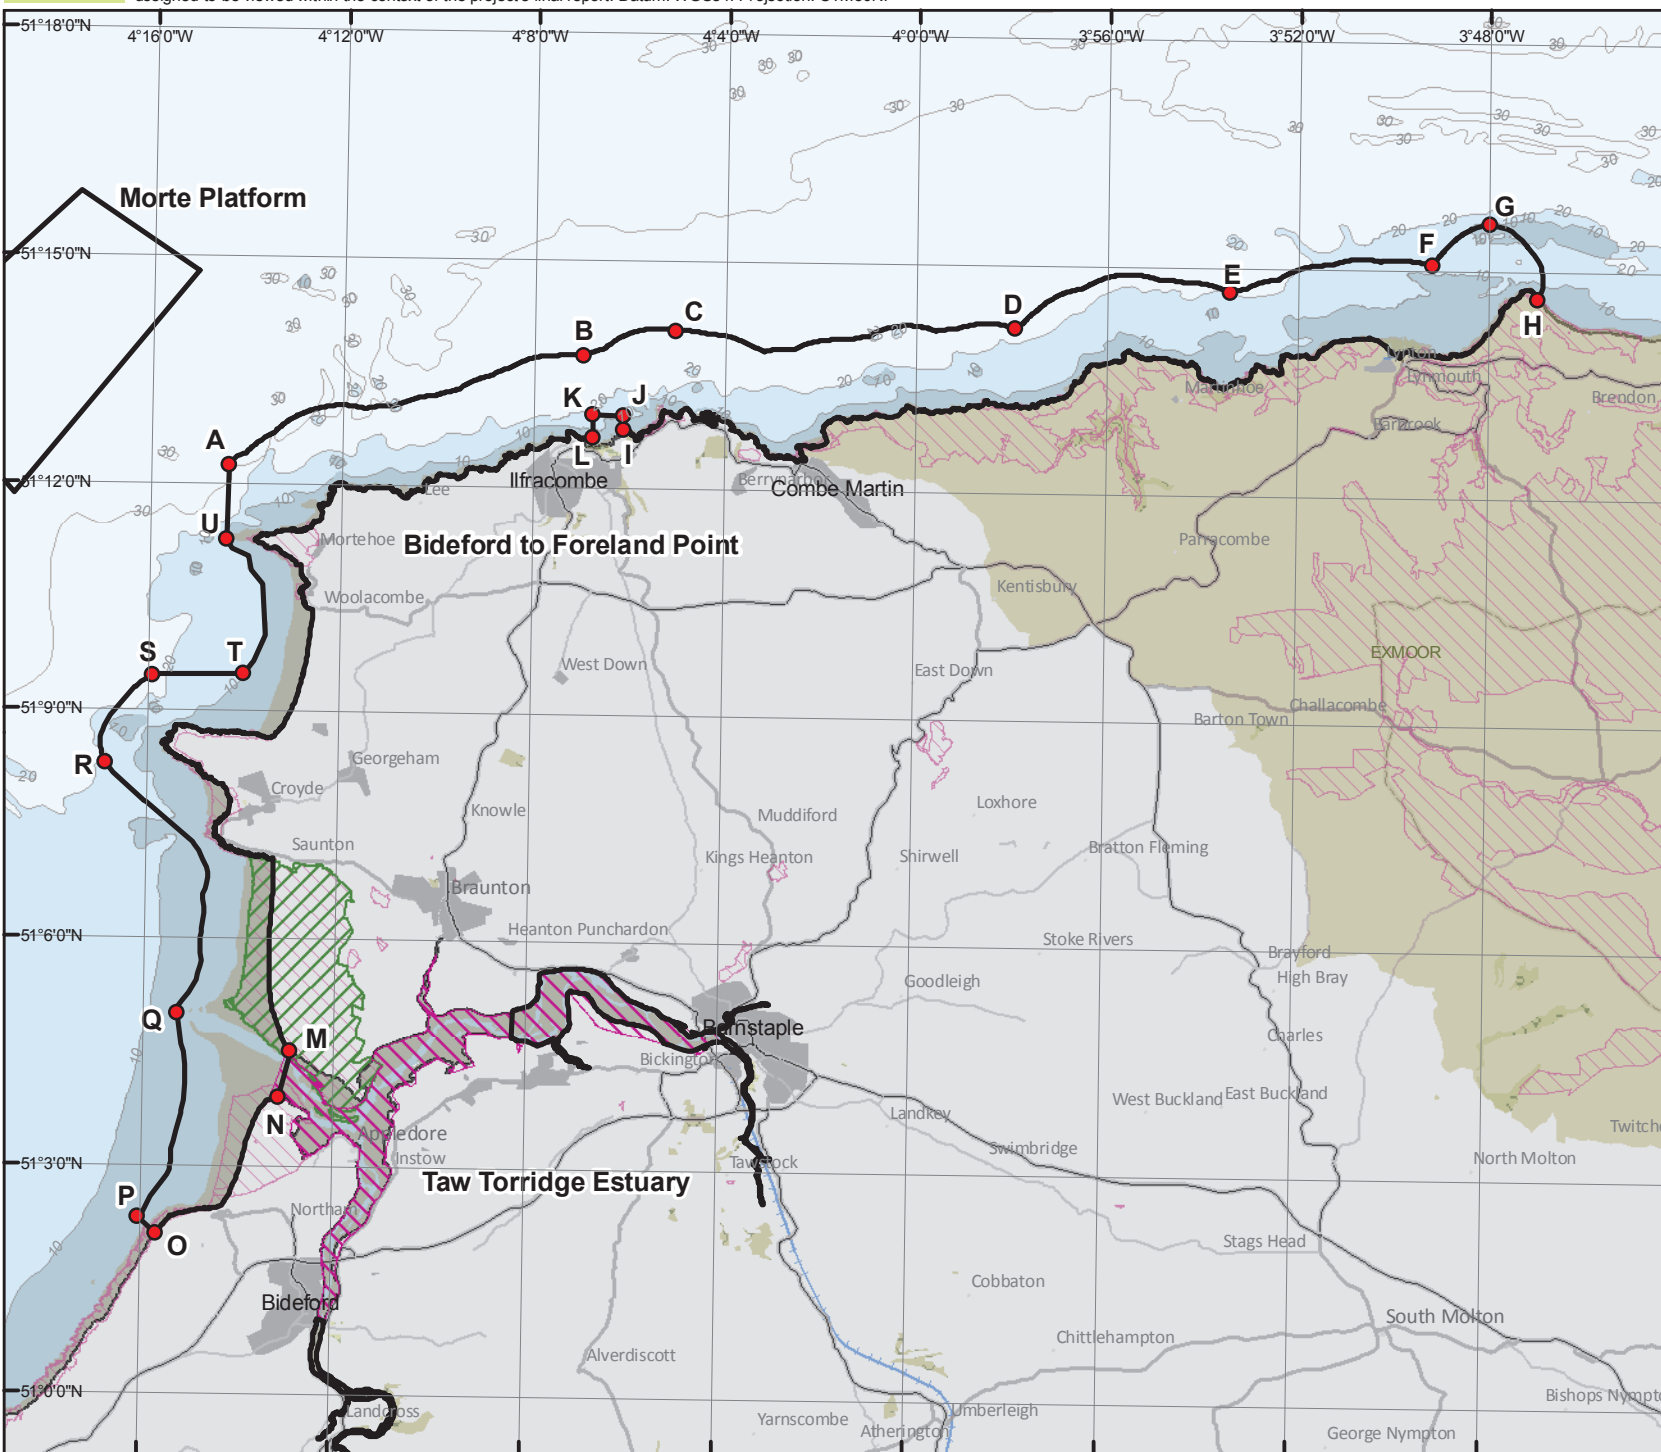 51°18'0"N
4°16'0"W 4°12'0"W 4°8'0"W 4°4'0"W 4°0'0"W 3°56'0"W 3°52'0"W 3°48'0"W
Morte Platform
G
51°15'0"N
F
E
D
C
B
H
Lynton
Lynmouth
Martinhoe
Brendon
K J
Barbrook
A
L I
51°12'0"N
Ilfracombe
Berrynarbor
Combe Martin
Lee
U
Mortehoe
Bideford to Foreland Point
Parracombe
Kentisbury
Woolacombe
S T
West Down
East Down
EXMOOR
51°9'0"N
Challacombe
Barton Town
R
Georgeham
Croyde
Knowle
Loxhore
Muddiford
Saunton
Kings Heanton
Shirwell
Bratton Fleming
Braunton
51°6'0"N
Heanton Punchardon
Stoke Rivers
Brayford
High Bray
Goodleigh
Q
M
Barnstaple
Charles
Bickington
N
West Buckland
East Buckland
Landkey
Appledore
Swimbridge
Instow
51°3'0"N
Tawstock
North Molton
Taw Torridge Estuary
P
Northam
O
Stags Head
Cobbaton
Bideford
South Molton
Chittlehampton
Alverdiscott
51°0'0"N
Landcross
Yarnscombe
Umberleigh
Atherington
George Nympton
30
20
10